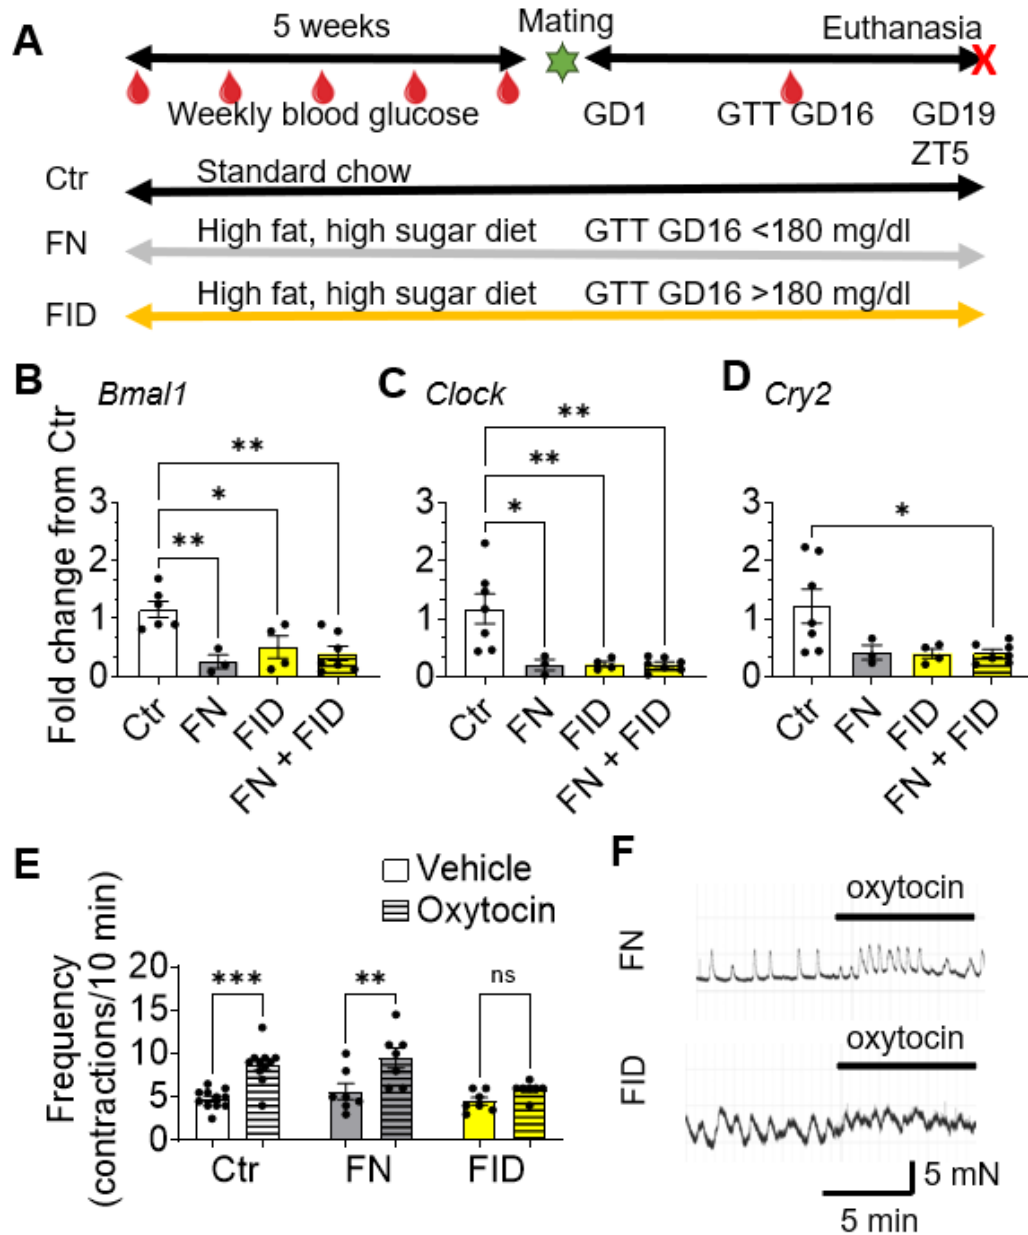 A
5 weeks
Mating
Euthanasia
X
Weekly blood glucose
GD1
GTT GD16
GD19
ZT5
Ctr
Standard chow
FN
High fat, high sugar diet
GTT GD16 <180 mg/dl
FID
High fat, high sugar diet
GTT GD16 >180 mg/dl
B
Bmal1
Fold change from Ctr
3
2
1
0
**
*
**
Ctr
FN
FID
FN + FID
C
Clock
3
2
1
0
**
**
*
Ctr
FN
FID
FN + FID
D
Cry2
3
2
1
0
*
Ctr
FN
FID
FN + FID
E
Vehicle
Oxytocin
Frequency
(contractions/10 min)
20
15
10
5
0
***
**
ns
Ctr
FN
FID
F
oxytocin
FN
oxytocin
FID
5 mN
5 min